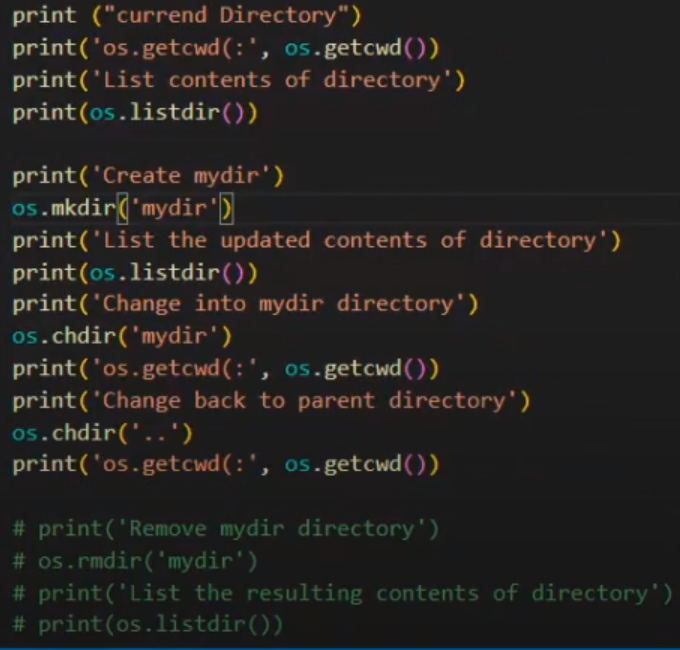 print ("currend Directory")
print('os.getcwd(:', os.getcwd())
print('List contents of directory')
print(os.listdir())
print('Create mydir')
os.mkdir('mydir')
print('List the updated contents of directory')
print(os.listdir())
print('Change into mydir directory')
os.chdir('mydir')
print('os.getcwd(:', os.getcwd())
print('Change back to parent directory')
os.chdir('..')
print('os.getcwd(:', os.getcwd())
# print('Remove mydir directory')
# os.rmdir('mydir')
# print('List the resulting contents of directory')
# print(os.listdir())